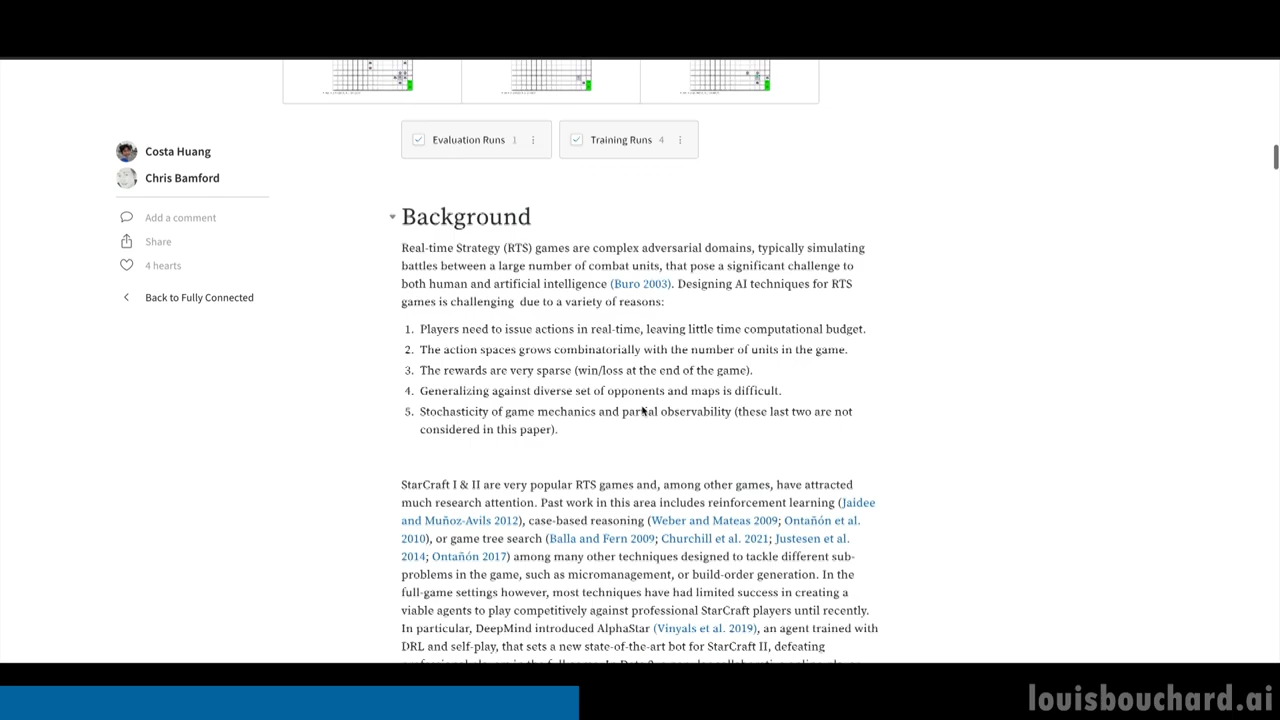 Evaluation Runs 1
Training Runs 4
Costa Huang
Chris Bamford
Add a comment
Share
4 hearts
Back to Fully Connected
Background
Real-time Strategy (RTS) games are complex adversarial domains, typically simulating
battles between a large number of combat units, that pose a significant challenge to
both human and artificial intelligence (Buro 2003). Designing AI techniques for RTS
games is challenging due to a variety of reasons:
1. Players need to issue actions in real-time, leaving little time computational budget.
2. The action spaces grows combinatorially with the number of units in the game.
3. The rewards are very sparse (win/loss at the end of the game).
4. Generalizing against diverse set of opponents and maps is difficult.
5. Stochasticity of game mechanics and partial observability (these last two are not
considered in this paper).
StarCraft I & II are very popular RTS games and, among other games, have attracted
much research attention. Past work in this area includes reinforcement learning (Jaidee
and Muñoz-Avils 2012), case-based reasoning (Weber and Mateas 2009; Ontañón et al.
2010), or game tree search (Balla and Fern 2009; Churchill et al. 2021; Justesen et al.
2014; Ontañón 2017) among many other techniques designed to tackle different sub-
problems in the game, such as micromanagement, or build-order generation. In the
full-game settings however, most techniques have had limited success in creating a
viable agents to play competitively against professional StarCraft players until recently.
In particular, DeepMind introduced AlphaStar (Vinyals et al. 2019), an agent trained with
DRL and self-play, that sets a new state-of-the-art bot for StarCraft II, defeating
louisbouchard.ai